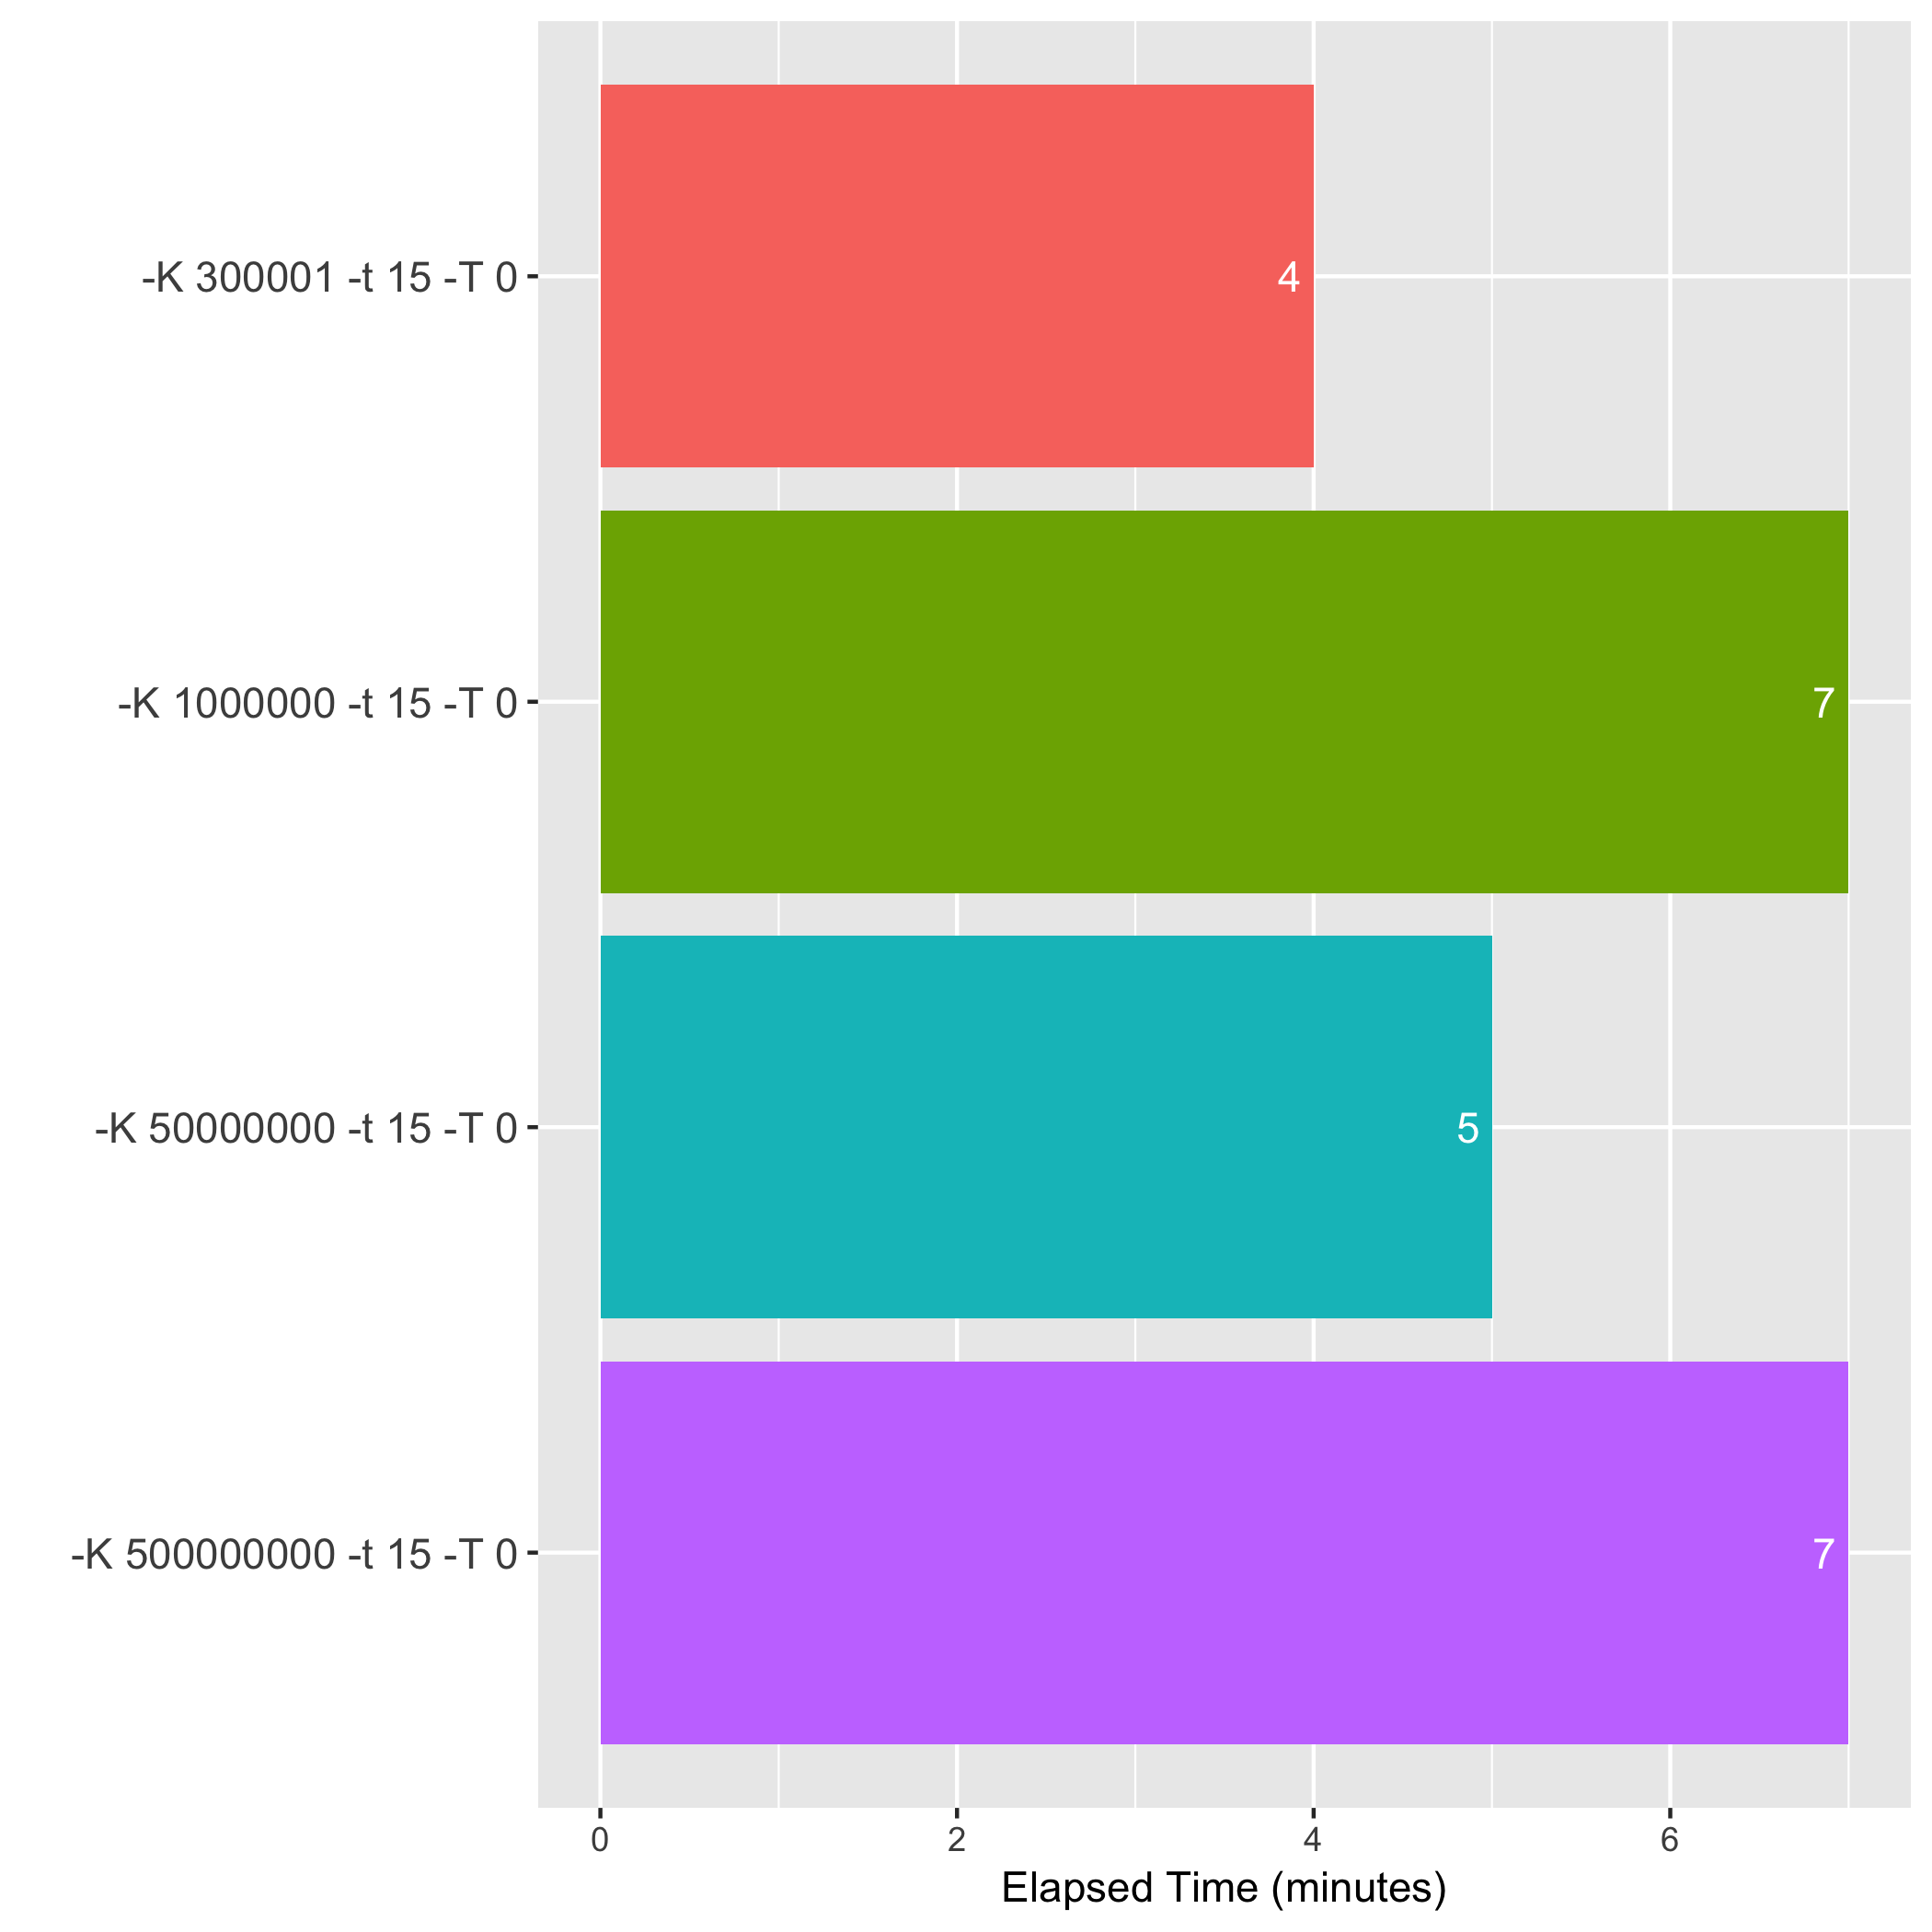 -K 300001 -t 15 -T 0
4
-K 1000000 -t 15 -T 0
7
-K 50000000 -t 15 -T 0
5
-K 500000000 -t 15 -T 0
7
0 2 4 6
Elapsed Time (minutes)